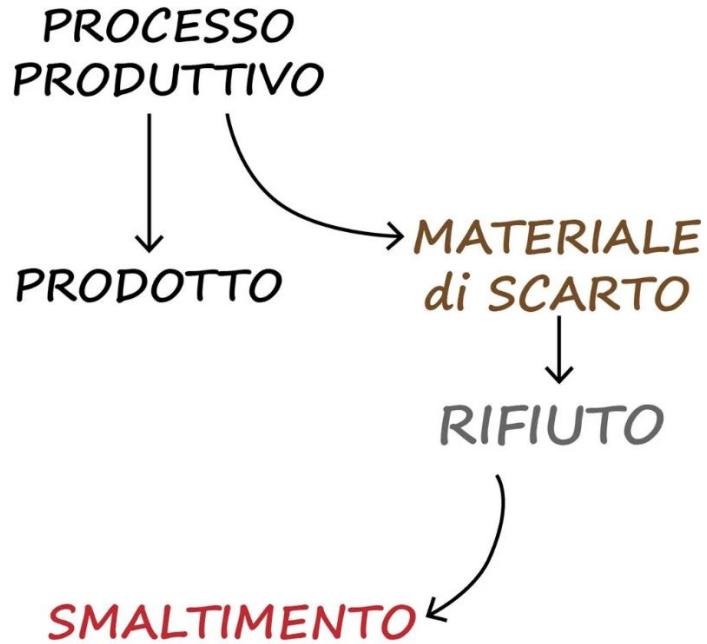 PROCESSO
PRODUTTIVO
PRODOTTO
MATERIALE
di SCARTO
RIFIUTO
SMALTIMENTO